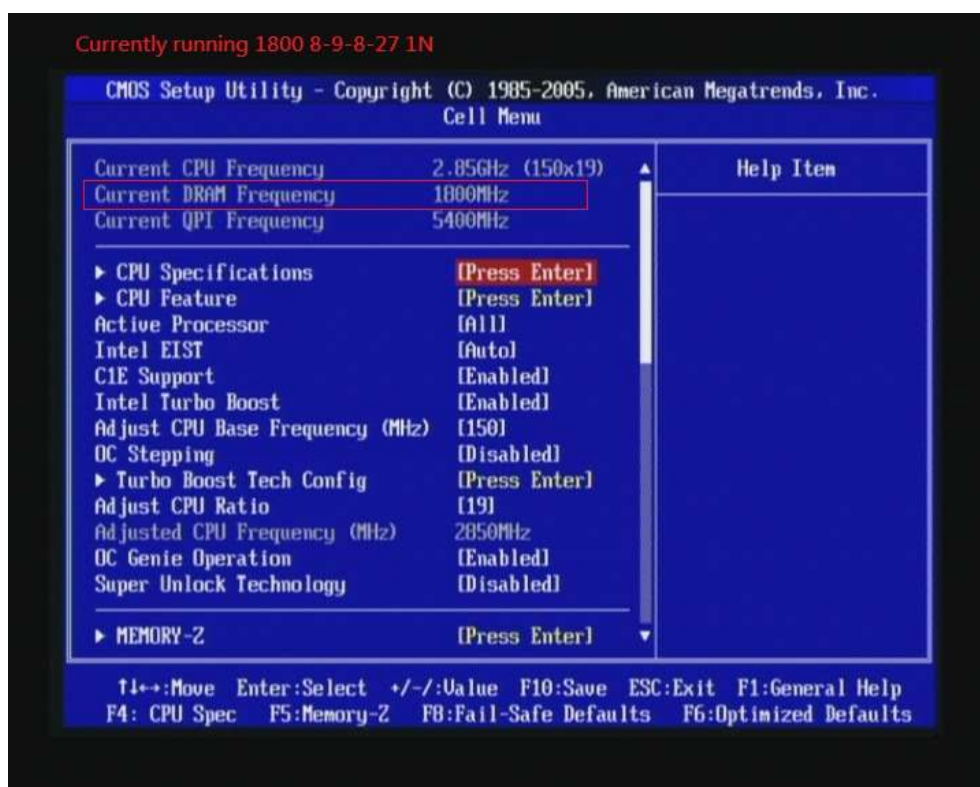 Currently running 1800 8-9-8-27 1N
CMOS Setup Utility - Copyright (C) 1985-2005, American Megatrends, Inc.
Cell Menu
Current CPU Frequency 2.85GHz (150x19)
Current DRAM Frequency 1800MHz
Current QPI Frequency 5400MHz
Help Item
▶ CPU Specifications [Press Enter]
▶ CPU Feature [Press Enter]
Active Processor [All]
Intel EIST [Auto]
C1E Support [Enabled]
Intel Turbo Boost [Enabled]
Adjust CPU Base Frequency (MHz) [150]
OC Stepping [Disabled]
▶ Turbo Boost Tech Config [Press Enter]
Adjust CPU Ratio [19]
Adjusted CPU Frequency (MHz) 2850MHz
OC Genie Operation [Enabled]
Super Unlock Technology [Disabled]
▶ MEMORY-Z [Press Enter]
↑↓←→:Move Enter:Select +/-/:Value F10:Save ESC:Exit F1:General Help
F4: CPU Spec F5:Memory-Z F8:Fail-Safe Defaults F6:Optimized Defaults